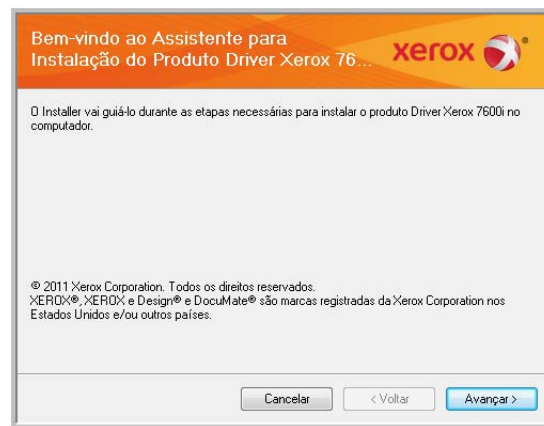 Bem-vindo ao Assistente para
Instalação do Produto Driver Xerox 76...
xerox
O Installer vai guiá-lo durante as etapas necessárias para instalar o produto Driver Xerox 7600i no
computador.
© 2011 Xerox Corporation. Todos os direitos reservados.
XEROX®, XEROX e Design® e DocuMate® são marcas registradas da Xerox Corporation nos
Estados Unidos e/ou outros países.
Cancelar
< Voltar
Avançar >